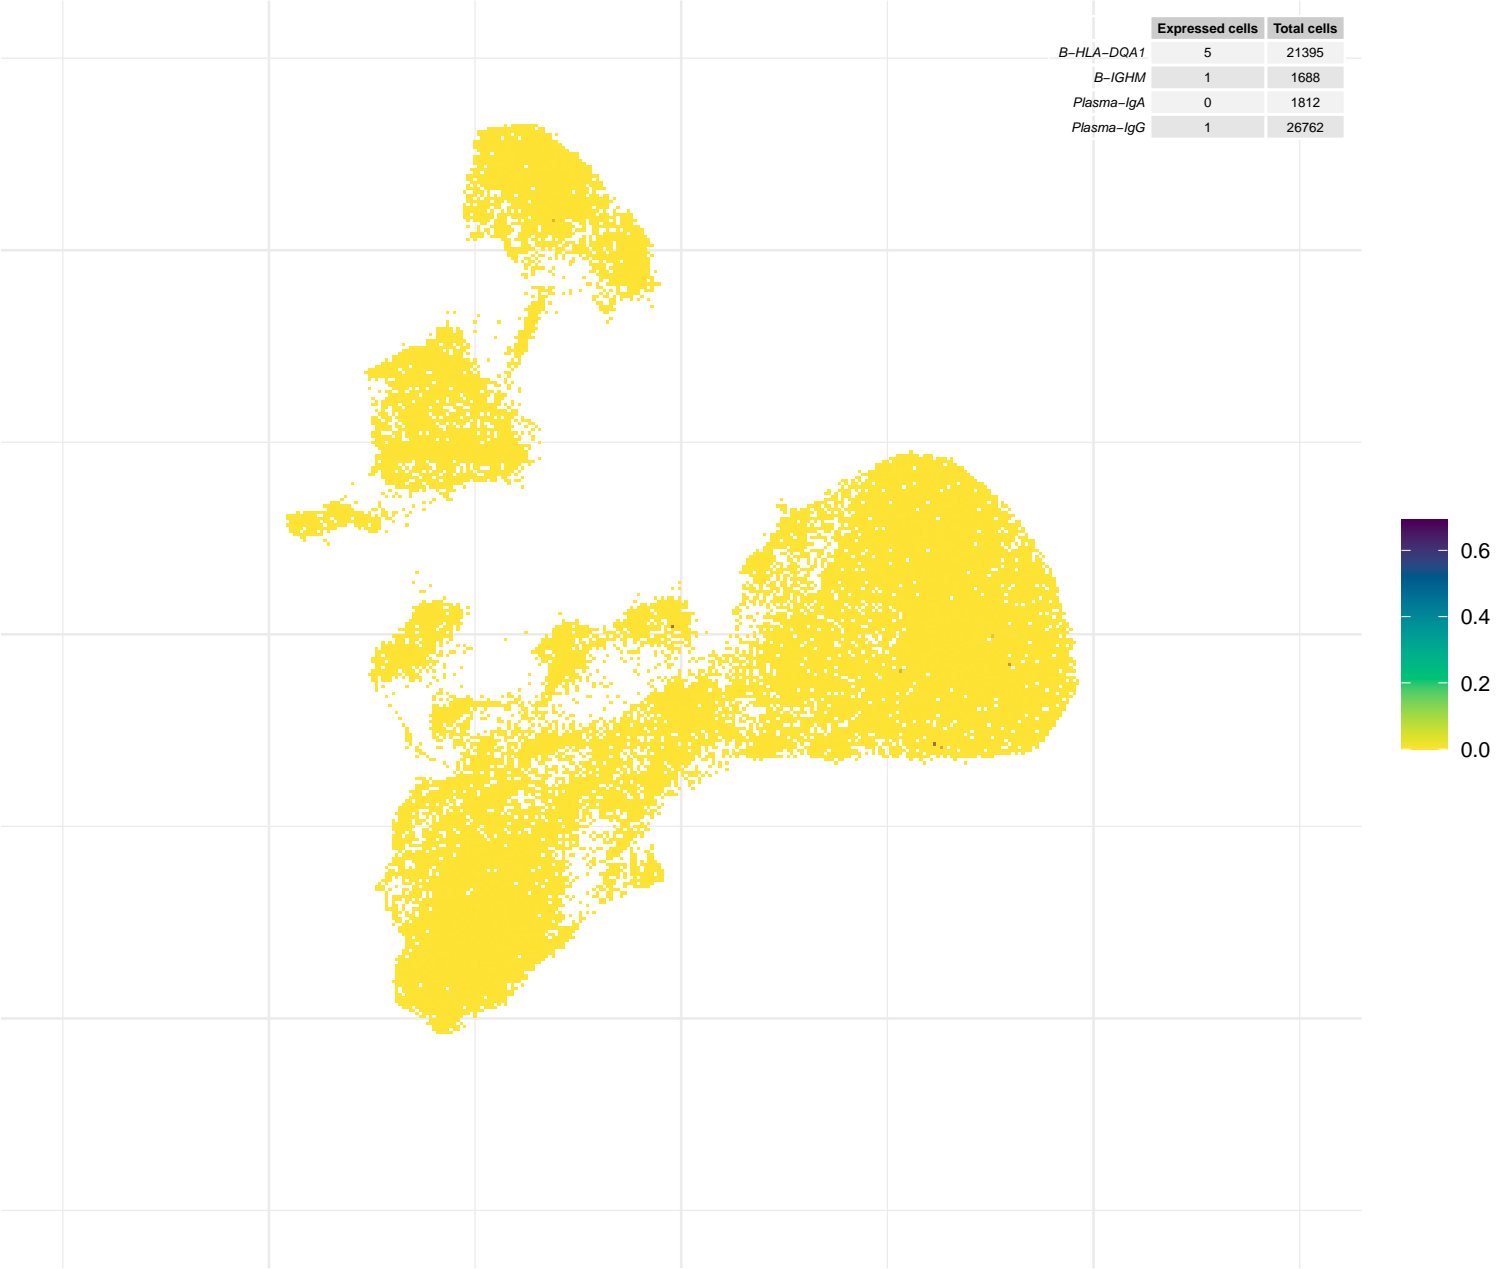 Expressed cells Total cells
B−HLA−DQA1 5 21395
B−IGHM 1 1688
Plasma−IgA 0 1812
Plasma−IgG 1 26762
0.6
0.4
0.2
0.0